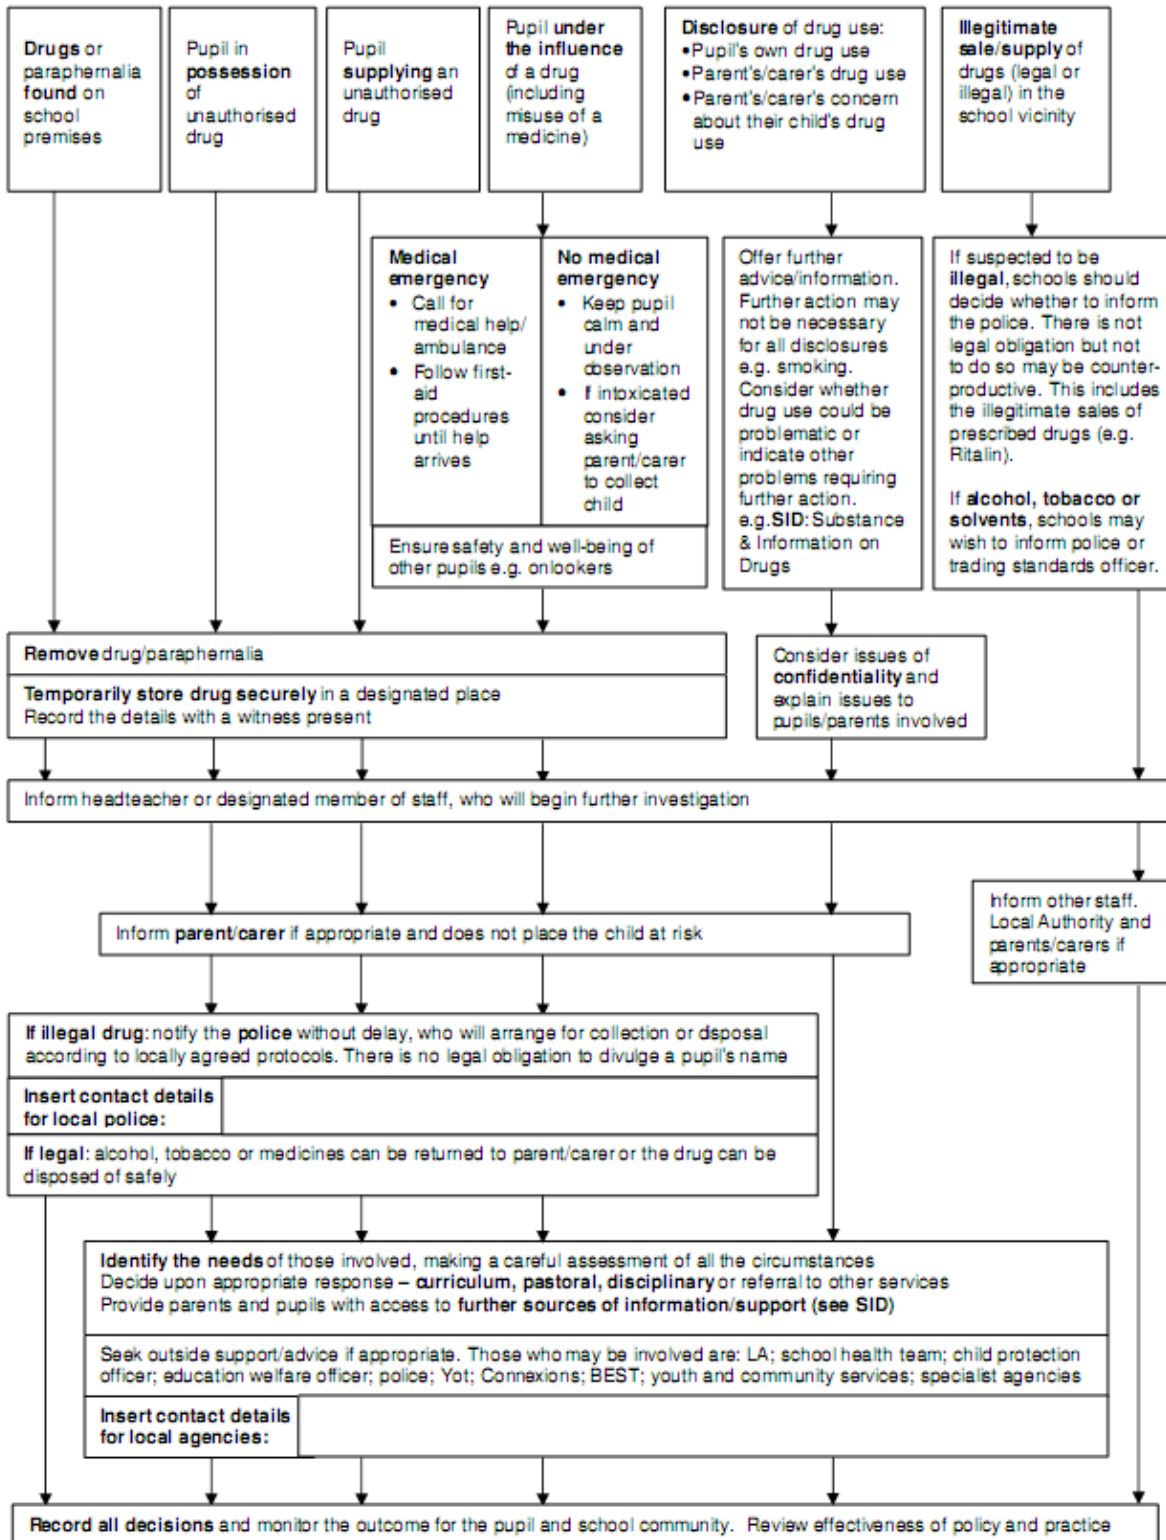 Drugs or
paraphernalia
found on
school
premises
Pupil in
possession
of
unauthorised
drug
Pupil
supplying an
unauthorised
drug
Pupil under
the influence
of a drug
(including
misuse of a
medicine)
Disclosure of drug use:
•Pupil's own drug use
•Parent's/carer's drug use
•Parent's/carer's concern
about their child's drug
use
Illegitimate
sale/supply of
drugs (legal or
illegal) in the
school vicinity
Medical
emergency
• Call for
medical help/
ambulance
• Follow first-
aid
procedures
until help
arrives
No medical
emergency
• Keep pupil
calm and
under
observation
• If intoxicated
consider
asking
parent/carer
to collect
child
Ensure safety and well-being of
other pupils e.g. onlookers
Offer further
advice/information.
Further action may
not be necessary
for all disclosures
e.g. smoking.
Consider whether
drug use could be
problematic or
indicate other
problems requiring
further action.
e.g.SID: Substance
& Information on
Drugs
If suspected to be
illegal, schools should
decide whether to inform
the police. There is not
legal obligation but not
to do so may be counter-
productive. This includes
the illegitimate sales of
prescribed drugs (e.g.
Ritalin).
If alcohol, tobacco or
solvents, schools may
wish to inform police or
trading standards officer.
Remove drug/paraphernalia
Temporarily store drug securely in a designated place
Record the details with a witness present
Consider issues of
confidentiality and
explain issues to
pupils/parents involved
Inform headteacher or designated member of staff, who will begin further investigation
Inform parent/carer if appropriate and does not place the child at risk
Inform other staff.
Local Authority and
parents/carers if
appropriate
If illegal drug: notify the police without delay, who will arrange for collection or disposal
according to locally agreed protocols. There is no legal obligation to divulge a pupil's name
Insert contact details
for local police:
If legal: alcohol, tobacco or medicines can be returned to parent/carer or the drug can be
disposed of safely
Identify the needs of those involved, making a careful assessment of all the circumstances
Decide upon appropriate response – curriculum, pastoral, disciplinary or referral to other services
Provide parents and pupils with access to further sources of information/support (see SID)
Seek outside support/advice if appropriate. Those who may be involved are: LA; school health team; child protection
officer; education welfare officer; police; Yot; Connexions; BEST; youth and community services; specialist agencies
Insert contact details
for local agencies:
Record all decisions and monitor the outcome for the pupil and school community. Review effectiveness of policy and practice